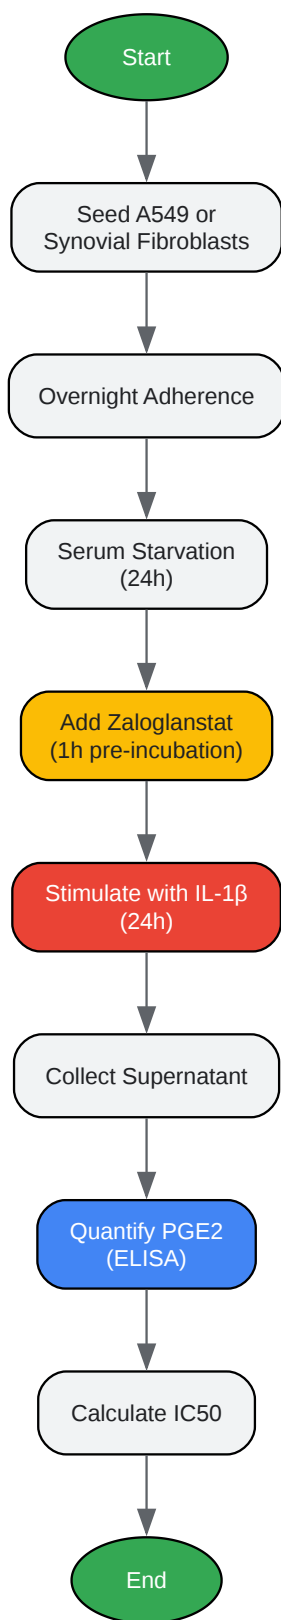 Start
Seed A549 or
Synovial Fibroblasts
Overnight Adherence
Serum Starvation
(24h)
Add Zaloglanstat
(1h pre-incubation)
Stimulate with IL-1β
(24h)
Collect Supernatant
Quantify PGE2
(ELISA)
Calculate IC50
End